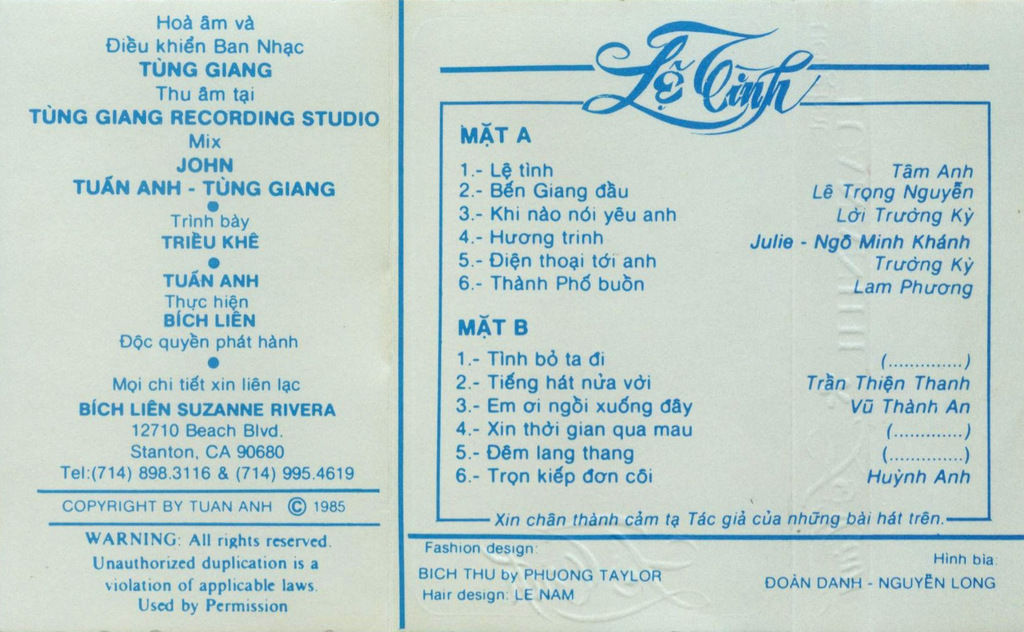 Hoà âm và
Điều khiển Ban Nhạc
TÙNG GIANG
Thu âm tại
TÙNG GIANG RECORDING STUDIO
Mix
JOHN
TUẤN ANH - TÙNG GIANG
Trình bày
TRIỀU KHÊ
TUẤN ANH
Thực hiện
BÍCH LIÊN
Độc quyền phát hành
Mọi chi tiết xin liên lạc
BÍCH LIÊN SUZANNE RIVERA
12710 Beach Blvd.
Stanton, CA 90680
Tel:(714) 898.3116 & (714) 995.4619
COPYRIGHT BY TUAN ANH © 1985
WARNING: All rights reserved.
Unauthorized duplication is a
violation of applicable laws.
Used by Permission
Lệ Tình
MẶT A
1.- Lệ tình Tâm Anh
2.- Bến Giang đầu Lê Trọng Nguyễn
3.- Khi nào nói yêu anh Lời Trường Kỳ
4.- Hương trinh Julie - Ngô Minh Khánh
5.- Điện thoại tới anh Trường Kỳ
6.- Thành Phố buồn Lam Phương
MẶT B
1.- Tình bỏ ta đi (.............)
2.- Tiếng hát nửa vời Trần Thiện Thanh
3.- Em ơi ngồi xuống đây Vũ Thành An
4.- Xin thời gian qua mau (.............)
5.- Đêm lang thang (.............)
6.- Trọn kiếp đơn côi Huỳnh Anh
Xin chân thành cảm tạ Tác giả của những bài hát trên.
Fashion design:
BICH THU by PHUONG TAYLOR
Hair design: LE NAM
Hình bìa:
ĐOÀN DANH - NGUYỄN LONG